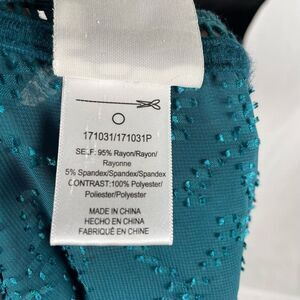 171031/171031P
SELF: 95% Rayon/Rayon/
Rayonne
5% Spandex/Spandex/Spandex
CONTRAST:100% Polyester/
Poliester/Polyester
MADE IN CHINA
HECHO EN CHINA
FABRIQUÉ EN CHINE